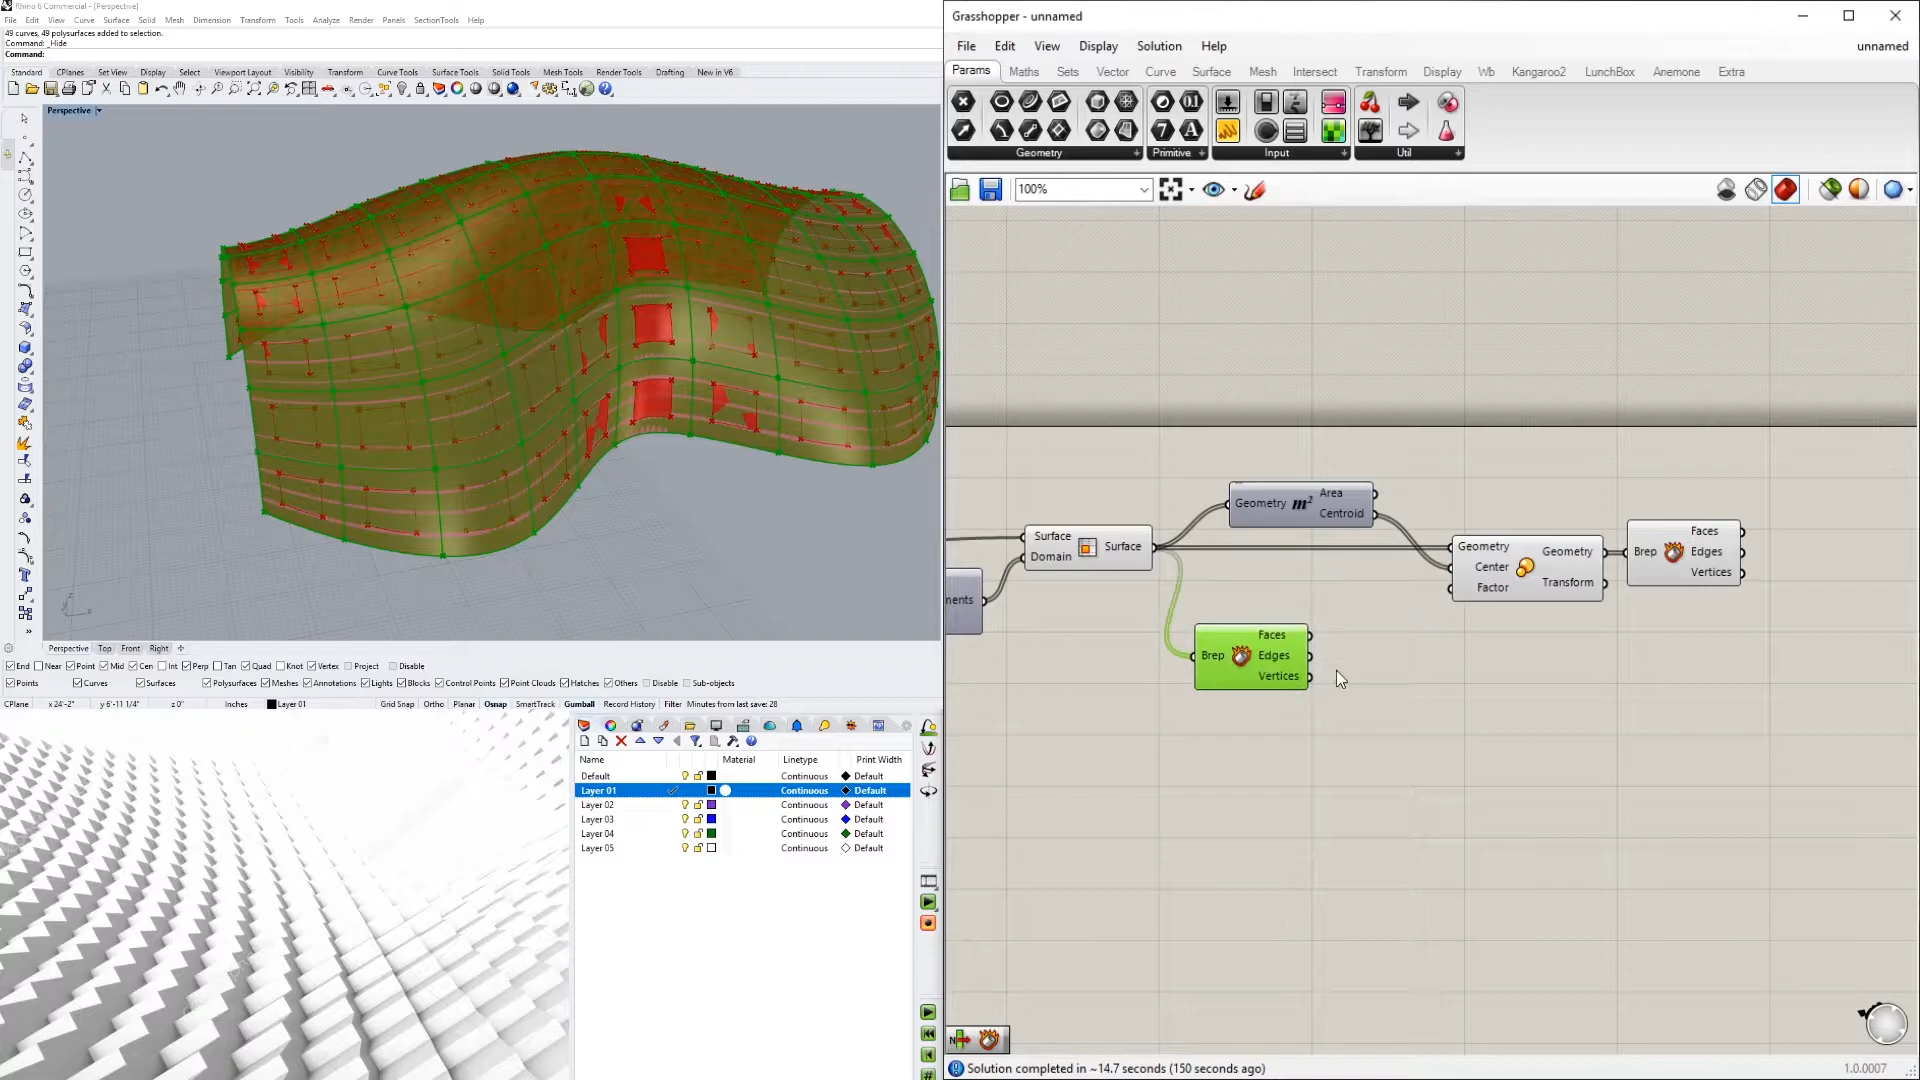 Rhino 6 Commercial - [Perspective]
File Edit View Curve Surface Solid Mesh Dimension Transform Tools Analyze Render Panels SectionTools Help
49 curves, 49 polysurfaces added to selection.
Command: _Hide
Command:
Standard CPlanes Set View Display Select Viewport Layout Visibility Transform Curve Tools Surface Tools Solid Tools Mesh Tools Render Tools Drafting New in V6
Perspective
Perspective Top Front Right
End Near Point Mid Cen Int Perp Tan Quad Knot Vertex Project Disable
Points Curves Surfaces Polysurfaces Meshes Annotations Lights Blocks Control Points Point Clouds Hatches Others Disable Sub-objects
CPlane x 24'-2" y 6'-11 1/4" z 0" Inches Layer 01 Grid Snap Ortho Planar Osnap SmartTrack Gumball Record History Filter Minutes from last save: 28
Name Material Linetype Print Width
Default Continuous Default
Layer 01 Continuous Default
Layer 02 Continuous Default
Layer 03 Continuous Default
Layer 04 Continuous Default
Layer 05 Continuous Default
Grasshopper - unnamed
File Edit View Display Solution Help unnamed
Params Maths Sets Vector Curve Surface Mesh Intersect Transform Display Wb Kangaroo2 LunchBox Anemone Extra
Geometry Primitive Input Util
100%
Geometry m² Area
Centroid
Surface
Domain
Surface
ments
Geometry
Center
Factor
Geometry
Transform
Brep
Faces
Edges
Vertices
Brep
Faces
Edges
Vertices
Solution completed in ~14.7 seconds (150 seconds ago)
1.0.0007